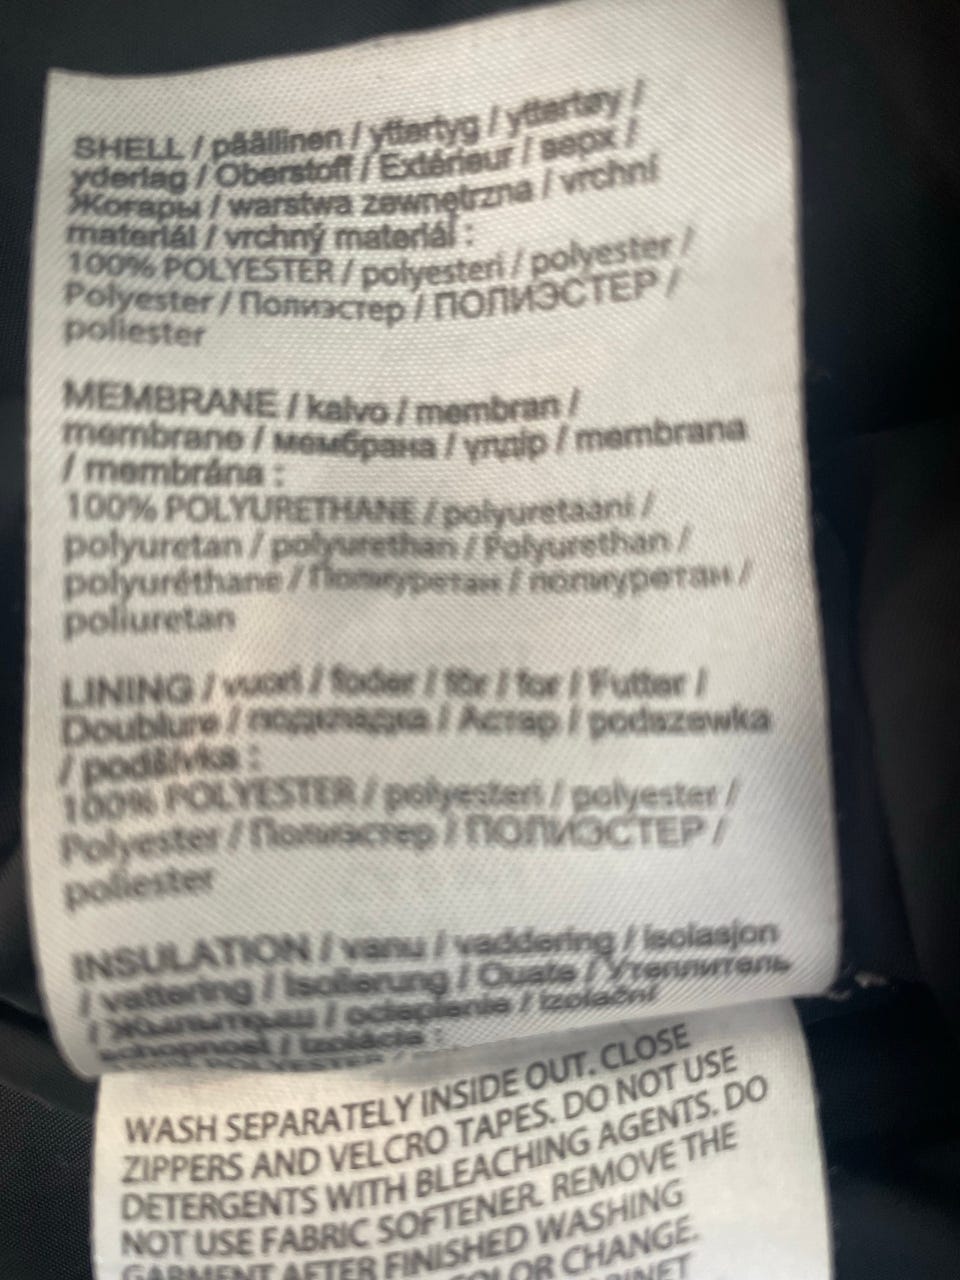 SHELL / päällinen / yttertyg / yttertøy /
yderlag / Oberstoff / Extérieur / верх /
Жоғары / warstwa zewnętrzna / vrchní
materiál / vrchný materiál :
100% POLYESTER / polyesteri / polyester /
Polyester / Полиэстер / ПОЛИЭСТЕР /
poliester
MEMBRANE / kalvo / membran /
membrane / мембрана / үлдір / membrana
/ membrána :
100% POLYURETHANE / polyuretaani /
polyuretan / polyurethan / Polyurethan /
polyuréthane / Полиуретан / полиуретан /
poliuretan
LINING / vuori / foder / fôr / for / Futter /
Doublure / подкладка / Астар / podszewka
/ podšívka :
100% POLYESTER / polyesteri / polyester /
Polyester / Полиэстер / ПОЛИЭСТЕР /
poliester
INSULATION / vanu / vaddering / isolasjon
/ vattering / Isolierung / Ouate / Утеплитель
/ ocieplenie / izolační
schopnost / izolácia :
POLYESTER /
WASH SEPARATELY INSIDE OUT. CLOSE
ZIPPERS AND VELCRO TAPES. DO NOT USE
DETERGENTS WITH BLEACHING AGENTS. DO
NOT USE FABRIC SOFTENER. REMOVE THE
GARMENT AFTER FINISHED WASHING
COLOR CHANGE.